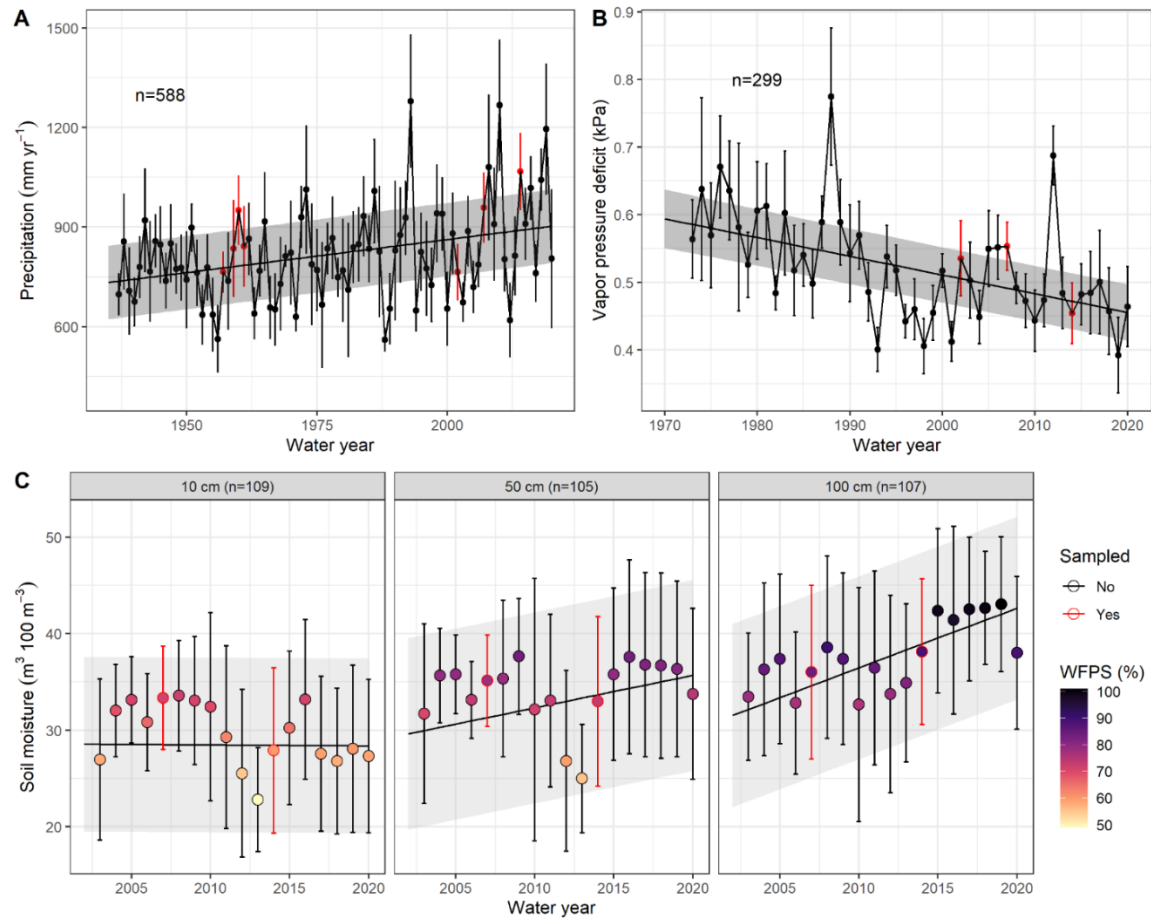 A
1500
1200
900
600
n=588
Precipitation (mm yr⁻¹)
1950
1975
2000
Water year
B
0.9
0.8
0.7
0.6
0.5
0.4
n=299
Vapor pressure deficit (kPa)
1970
1980
1990
2000
2010
2020
Water year
C
10 cm (n=109)
50 cm (n=105)
100 cm (n=107)
50
40
30
20
Soil moisture (m³ 100 m⁻³)
2005
2010
2015
2020
2005
2010
2015
2020
2005
2010
2015
2020
Water year
Sampled
No
Yes
WFPS (%)
100
90
80
70
60
50